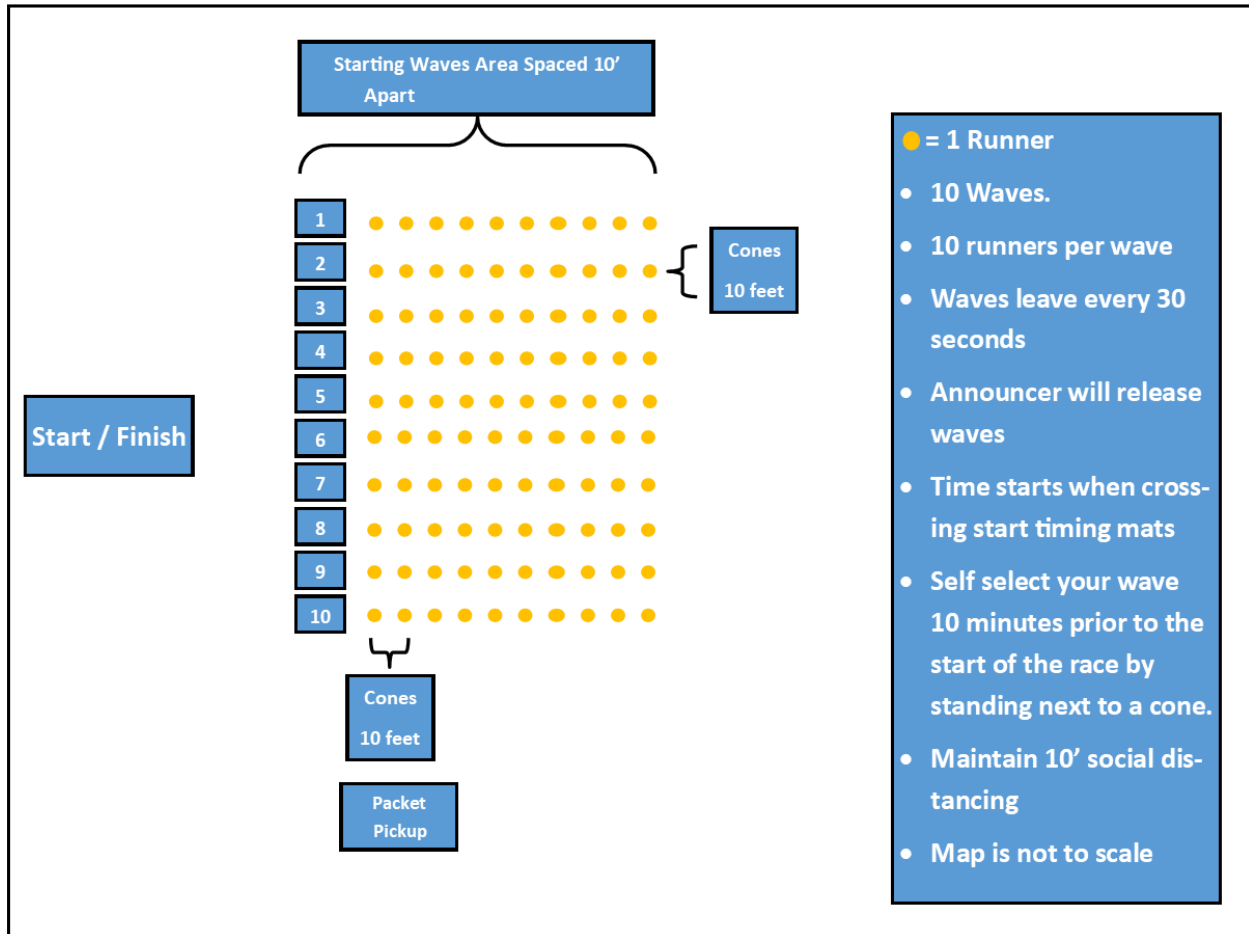 Starting Waves Area Spaced 10’
Apart
1
2
3
4
5
6
7
8
9
10
Cones
10 feet
Start / Finish
Cones
10 feet
Packet
Pickup
= 1 Runner
• 10 Waves.
• 10 runners per wave
• Waves leave every 30
seconds
• Announcer will release
waves
• Time starts when cross-
ing start timing mats
• Self select your wave
10 minutes prior to the
start of the race by
standing next to a cone.
• Maintain 10’ social dis-
tancing
• Map is not to scale